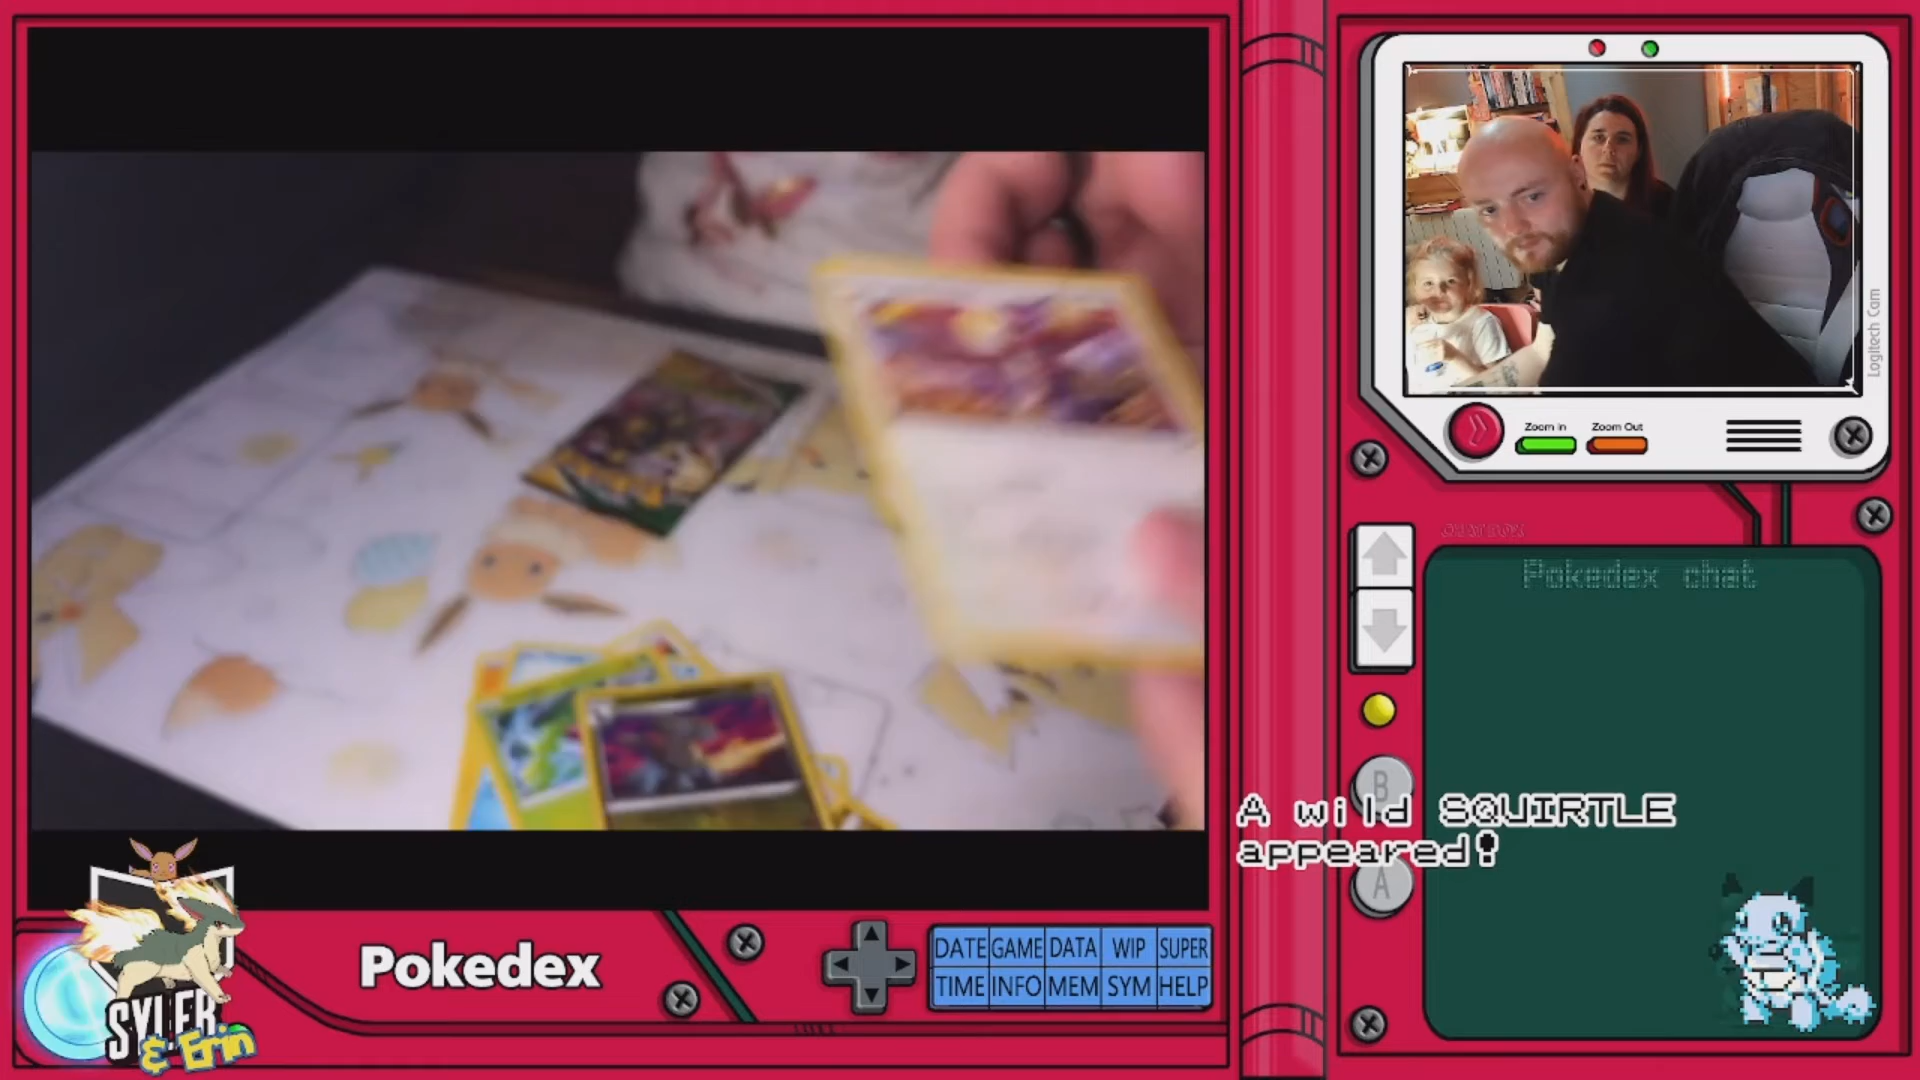 Logitech Cam
Zoom in
Zoom Out
Pokedex chat
B
A wild SQUIRTLE
appeared!
A
Pokedex
DATE GAME DATA WIP SUPER
TIME INFO MEM SYM HELP
SYLER
& Erin